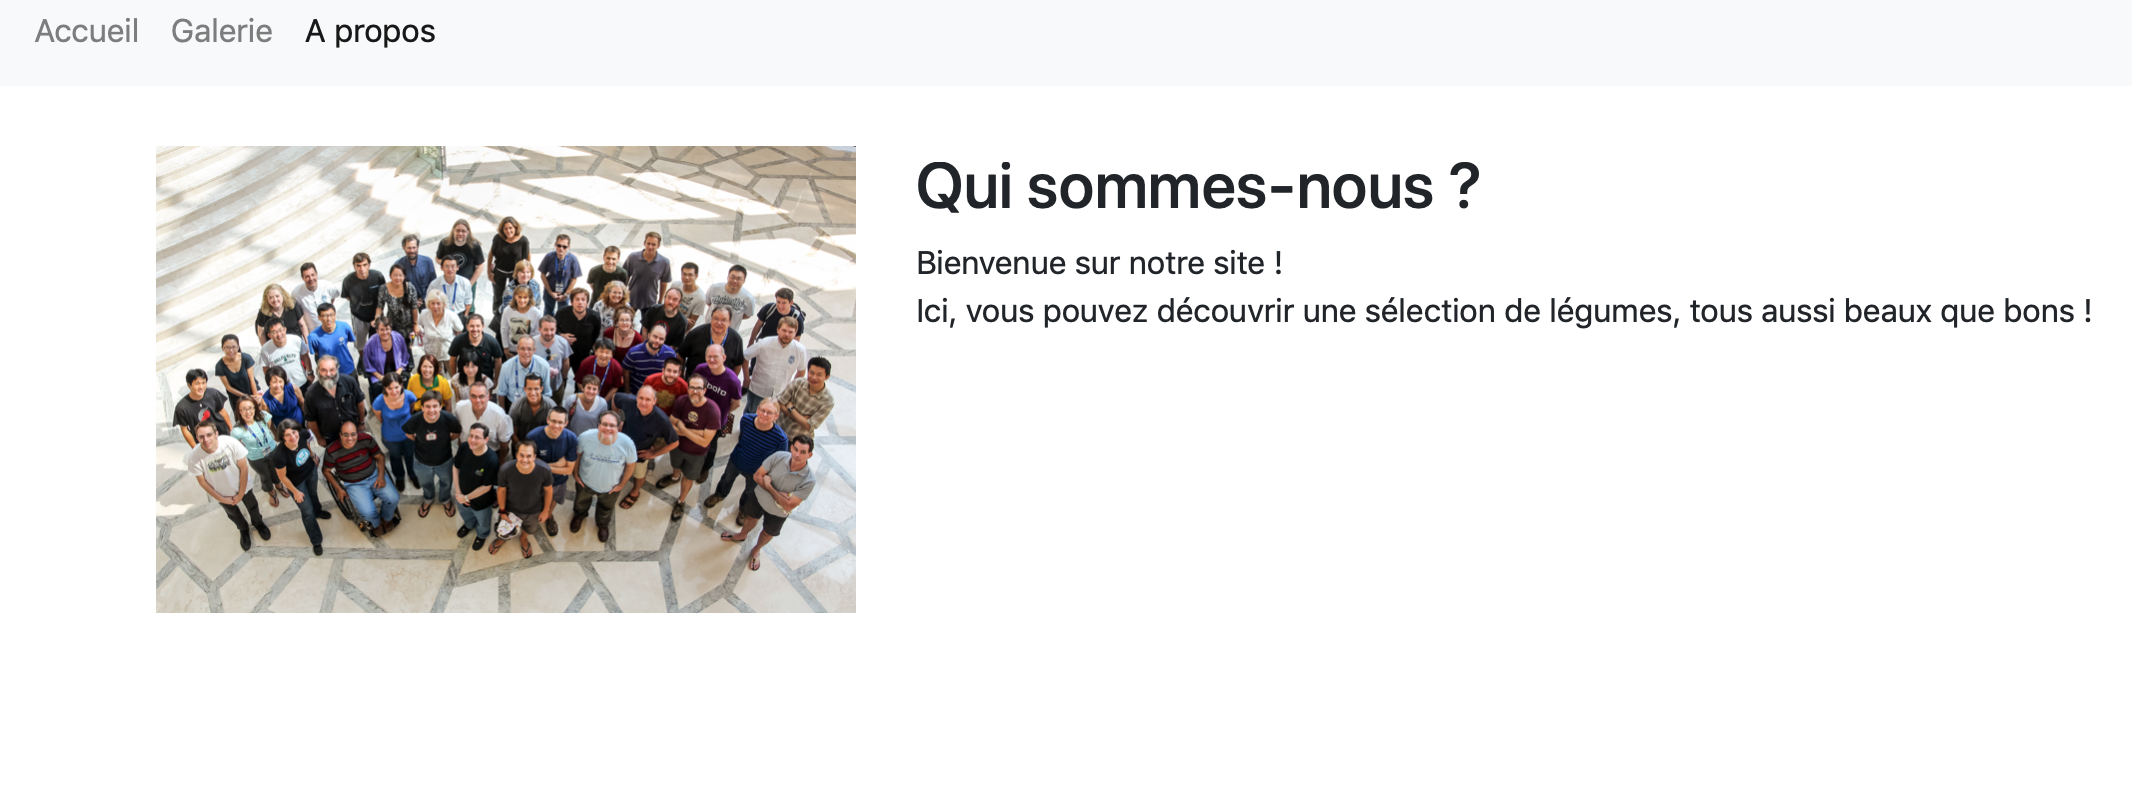 Accueil Galerie A propos
Qui sommes-nous ?
Bienvenue sur notre site !
Ici, vous pouvez découvrir une sélection de légumes, tous aussi beaux que bons !